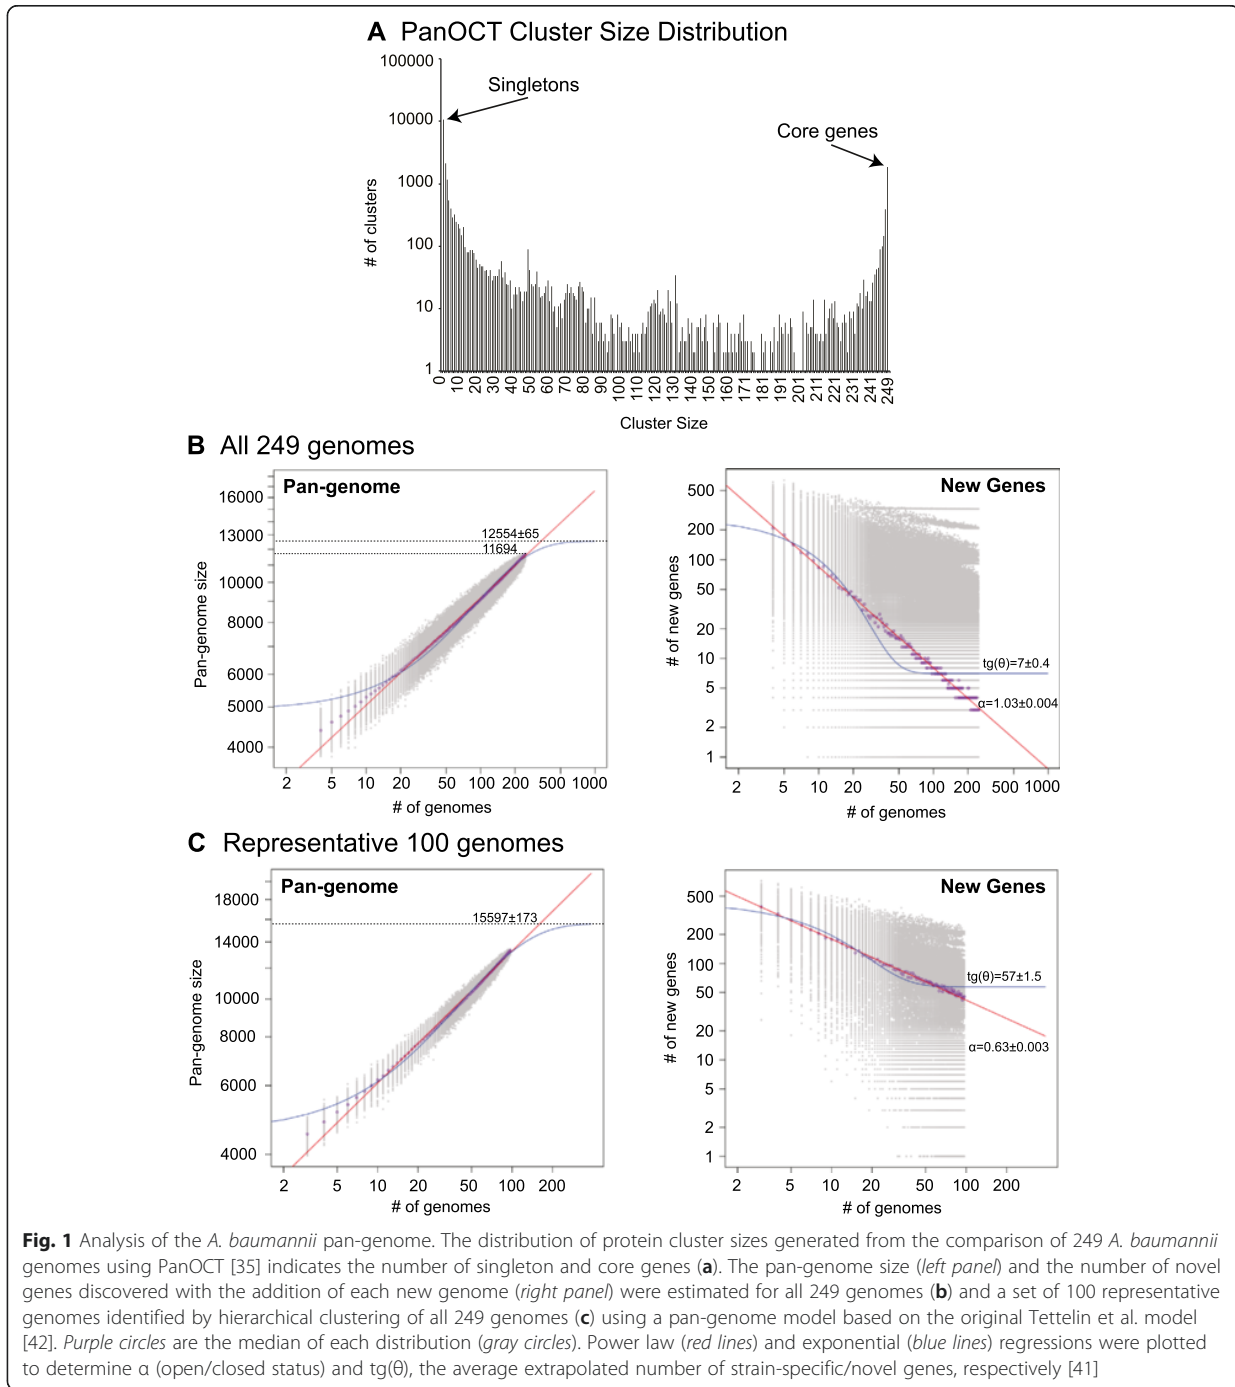 A PanOCT Cluster Size Distribution
100000
10000
1000
100
10
1
# of clusters
Singletons
Core genes
0 10 20 30 40 50 60 70 80 90 100 110 120 130 140 150 160 171 181 191 201 211 221 231 241 249
Cluster Size
B All 249 genomes
Pan-genome
16000
13000
10000
8000
6000
5000
4000
Pan-genome size
12554±65
11694
2 5 10 20 50 100 200 500 1000
# of genomes
New Genes
500
200
100
50
20
10
5
2
1
# of new genes
tg(θ)=7±0.4
α=1.03±0.004
2 5 10 20 50 100 200 500 1000
# of genomes
C Representative 100 genomes
Pan-genome
18000
14000
10000
8000
6000
4000
Pan-genome size
15597±173
2 5 10 20 50 100 200
# of genomes
New Genes
500
200
100
50
20
10
5
2
1
# of new genes
tg(θ)=57±1.5
α=0.63±0.003
2 5 10 20 50 100 200
# of genomes
Fig. 1 Analysis of the A. baumannii pan-genome. The distribution of protein cluster sizes generated from the comparison of 249 A. baumannii
genomes using PanOCT [35] indicates the number of singleton and core genes (a). The pan-genome size (left panel) and the number of novel
genes discovered with the addition of each new genome (right panel) were estimated for all 249 genomes (b) and a set of 100 representative
genomes identified by hierarchical clustering of all 249 genomes (c) using a pan-genome model based on the original Tettelin et al. model
[42]. Purple circles are the median of each distribution (gray circles). Power law (red lines) and exponential (blue lines) regressions were plotted
to determine α (open/closed status) and tg(θ), the average extrapolated number of strain-specific/novel genes, respectively [41]